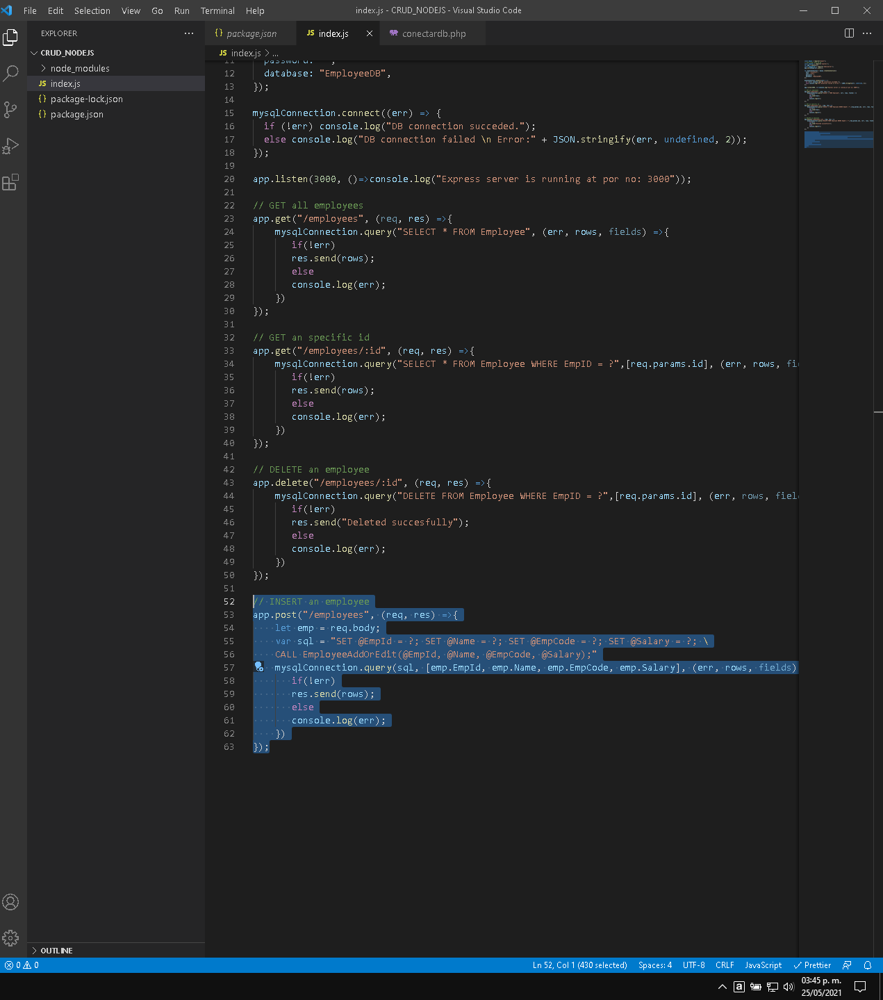 File Edit Selection View Go Run Terminal Help index.js - CRUD_NODEJS - Visual Studio Code
EXPLORER ···
{} package.json JS index.js × conectardb.php ···
CRUD_NODEJS
JS index.js > ...
node_modules
JS index.js
{} package-lock.json
{} package.json
11 password: "",
12 database: "EmployeeDB",
13 });
14
15 mysqlConnection.connect((err) => {
16 if (!err) console.log("DB connection succeded.");
17 else console.log("DB connection failed \n Error:" + JSON.stringify(err, undefined, 2));
18 });
19
20 app.listen(3000, ()=>console.log("Express server is running at por no: 3000"));
21
22 // GET all employees
23 app.get("/employees", (req, res) =>{
24 mysqlConnection.query("SELECT * FROM Employee", (err, rows, fields) =>{
25 if(!err)
26 res.send(rows);
27 else
28 console.log(err);
29 })
30 });
31
32 // GET an specific id
33 app.get("/employees/:id", (req, res) =>{
34 mysqlConnection.query("SELECT * FROM Employee WHERE EmpID = ?",[req.params.id], (err, rows, fi
35 if(!err)
36 res.send(rows);
37 else
38 console.log(err);
39 })
40 });
41
42 // DELETE an employee
43 app.delete("/employees/:id", (req, res) =>{
44 mysqlConnection.query("DELETE FROM Employee WHERE EmpID = ?",[req.params.id], (err, rows, fiel
45 if(!err)
46 res.send("Deleted succesfully");
47 else
48 console.log(err);
49 })
50 });
51
52 // INSERT an employee
53 app.post("/employees", (req, res) =>{
54 let emp = req.body;
55 var sql = "SET @EmpId = ?; SET @Name = ?; SET @EmpCode = ?; SET @Salary = ?; \
56 CALL EmployeeAddOrEdit(@EmpId, @Name, @EmpCode, @Salary);"
57 mysqlConnection.query(sql, [emp.EmpId, emp.Name, emp.EmpCode, emp.Salary], (err, rows, fields)
58 if(!err)
59 res.send(rows);
60 else
61 console.log(err);
62 })
63 });
OUTLINE
0 0 Ln 52, Col 1 (430 selected) Spaces: 4 UTF-8 CRLF JavaScript Prettier
a 03:45 p. m.
25/05/2021